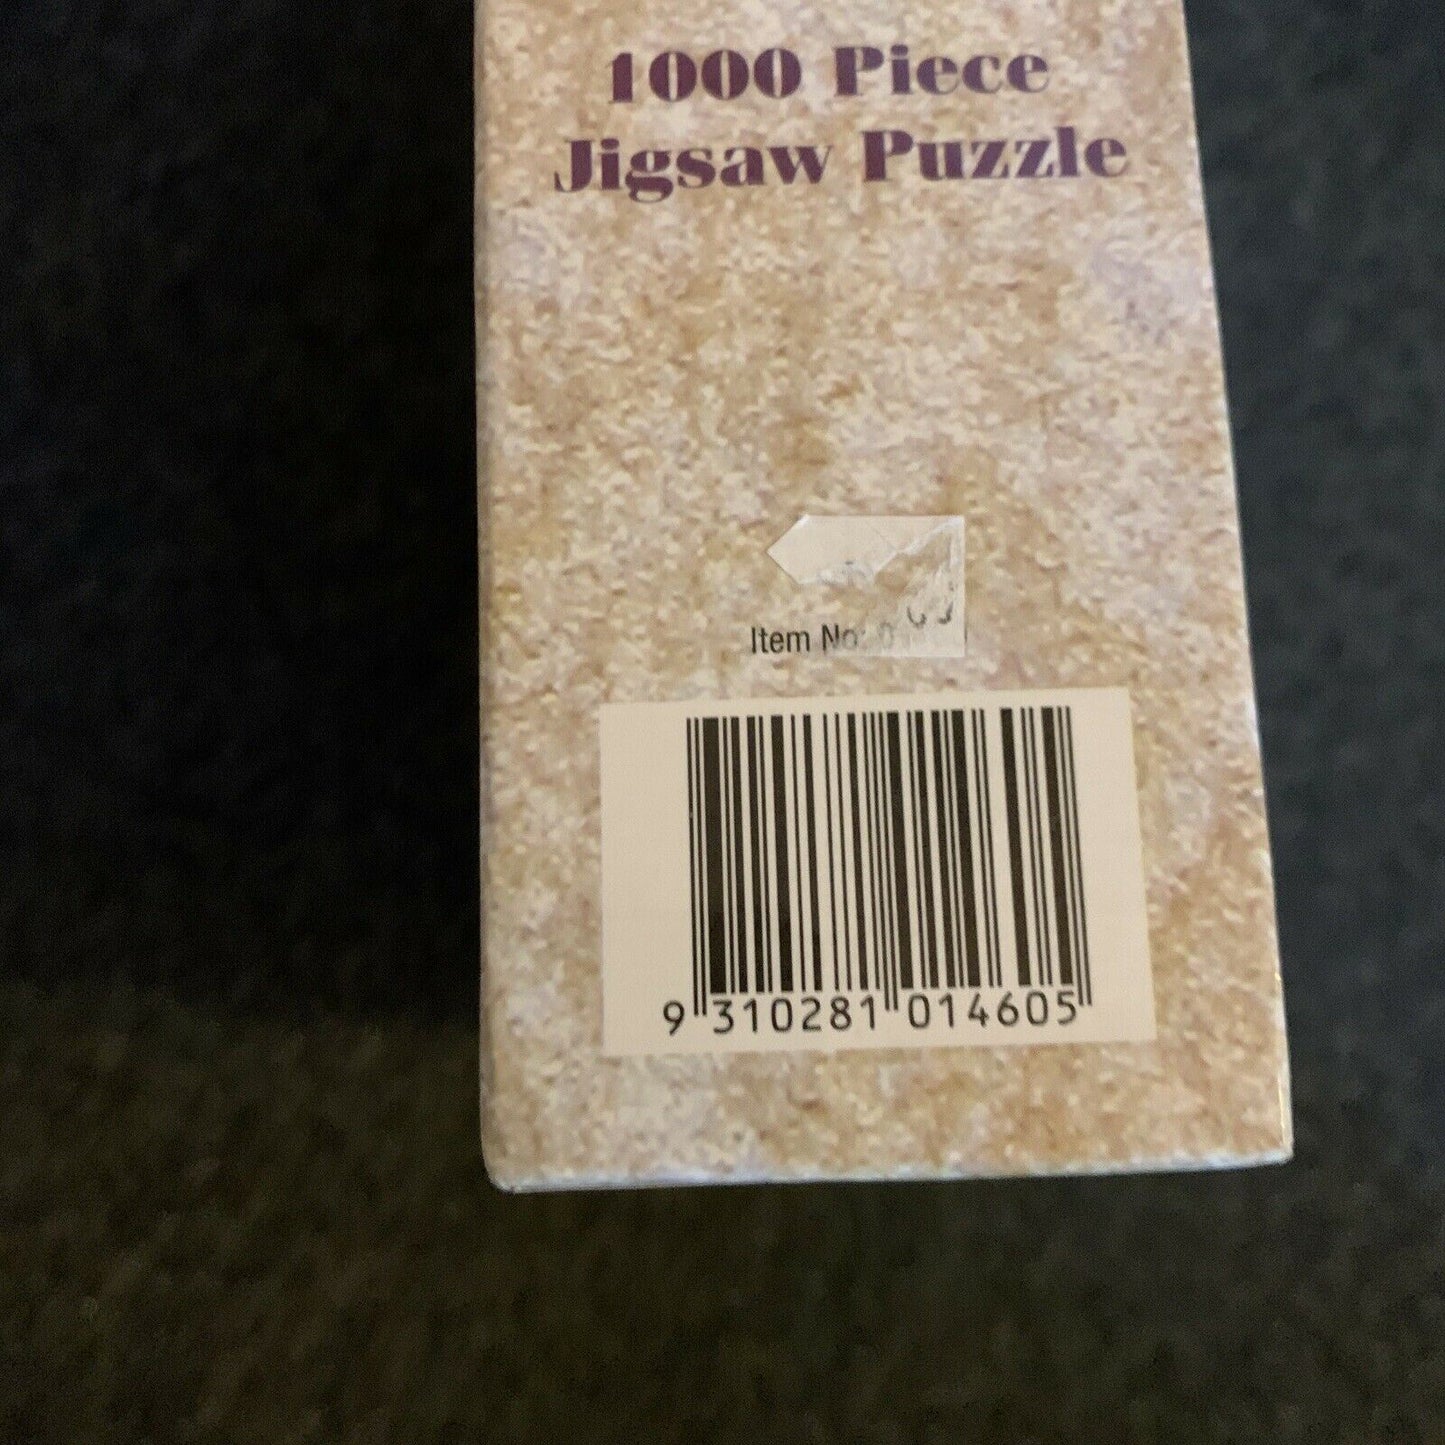 1000 Piece
Jigsaw Puzzle
Item No:
9 310281 014605